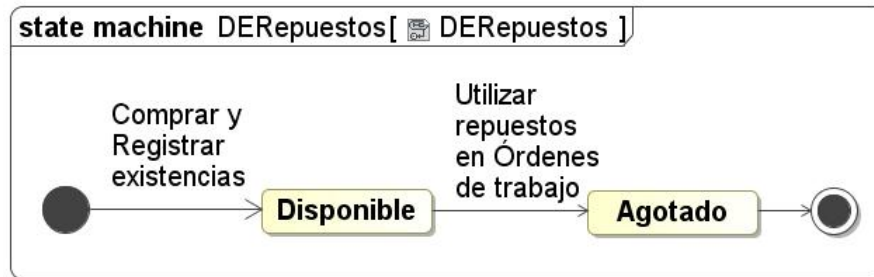 state machine DERepuestos[ DERepuestos ]
Comprar y
Registrar
existencias
Utilizar
repuestos
en Órdenes
de trabajo
Disponible
Agotado